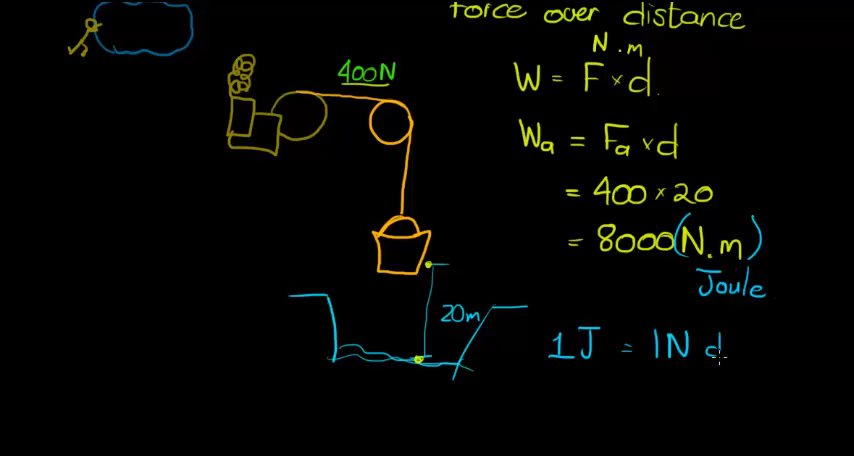 force over distance
N.m
W = F × d.
400N
Wa = Fa × d
= 400 × 20
= 8000 (N.m)
Joule
20m
1J = 1N d